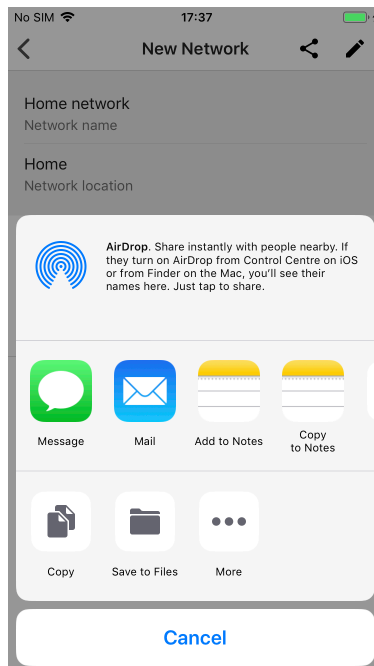 No SIM 17:37
New Network
Home network
Network name
Home
Network location
AirDrop. Share instantly with people nearby. If
they turn on AirDrop from Control Centre on iOS
or from Finder on the Mac, you'll see their
names here. Just tap to share.
Message Mail Add to Notes Copy
to Notes
Copy Save to Files More
Cancel